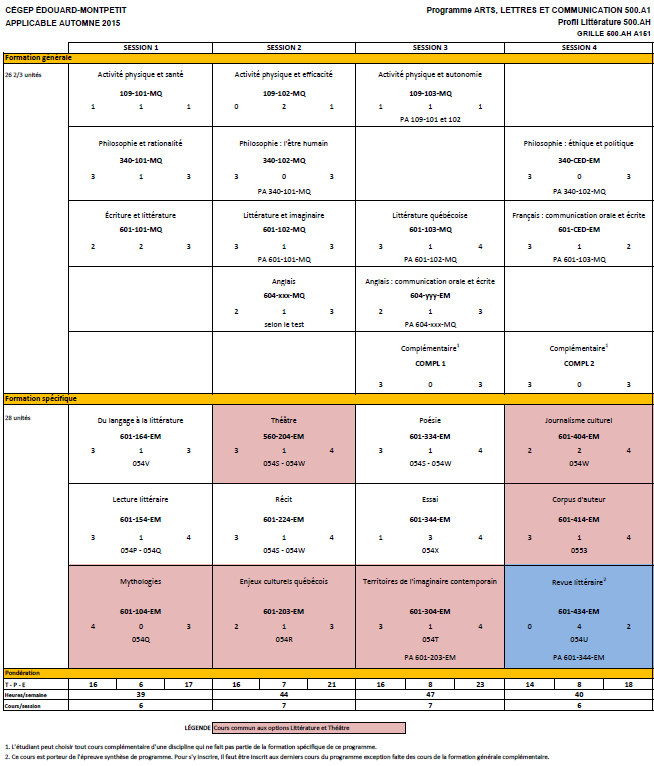 CÉGEP ÉDOUARD-MONTPETIT Programme ARTS, LETTRES ET COMMUNICATION 500.A1
APPLICABLE AUTOMNE 2015 Profil Littérature 500.AH
GRILLE 500.AH A151
SESSION 1 SESSION 2 SESSION 3 SESSION 4
Formation générale
26 2/3 unités Activité physique et santé Activité physique et efficacité Activité physique et autonomie
109-101-MQ 109-102-MQ 109-103-MQ
1 1 1 0 2 1 1 1 1
PA 109-101 et 102
Philosophie et rationalité Philosophie : l'être humain Philosophie : éthique et politique
340-101-MQ 340-102-MQ 340-CED-EM
3 1 3 3 0 3 3 0 3
PA 340-101-MQ PA 340-102-MQ
Écriture et littérature Littérature et imaginaire Littérature québécoise Français : communication orale et écrite
601-101-MQ 601-102-MQ 601-103-MQ 601-CED-EM
2 2 3 3 1 3 3 1 4 3 1 2
PA 601-101-MQ PA 601-102-MQ PA 601-103-MQ
Anglais Anglais : communication orale et écrite
604-xxx-MQ 604-yyy-EM
2 1 3 2 1 3
selon le test PA 604-xxx-MQ
Complémentaire¹ Complémentaire¹
COMPL 1 COMPL 2
3 0 3 3 0 3
Formation spécifique
28 unités Du langage à la littérature Théâtre Poésie Journalisme culturel
601-164-EM 560-204-EM 601-334-EM 601-404-EM
3 1 3 3 1 4 3 1 4 2 2 4
054V 054S - 054W 054S - 054W 054W
Lecture littéraire Récit Essai Corpus d'auteur
601-154-EM 601-224-EM 601-344-EM 601-414-EM
3 1 4 3 1 4 1 3 4 3 1 4
054P - 054Q 054S - 054W 054X 0553
Mythologies Enjeux culturels québécois Territoires de l'imaginaire contemporain Revue littéraire²
601-104-EM 601-203-EM 601-304-EM 601-434-EM
4 0 3 2 1 3 3 1 4 0 4 2
054Q 054R 054T 054U
PA 601-203-EM PA 601-344-EM
Pondération
T - P - E 16 6 17 16 7 21 16 8 23 14 8 18
Heures/semaine 39 44 47 40
Cours/session 6 7 7 6
LÉGENDE Cours commun aux options Littérature et Théâtre
1. L'étudiant peut choisir tout cours complémentaire d'une discipline qui ne fait pas partie de la formation spécifique de ce programme.
2. Ce cours est porteur de l'épreuve synthèse de programme. Pour s'y inscrire, il faut être inscrit aux derniers cours du programme exception faite des cours de la formation générale complémentaire.